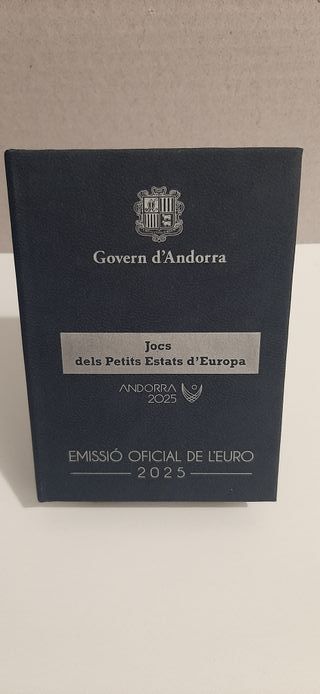 Govern d'Andorra
Jocs
dels Petits Estats d'Europa
ANDORRA
2025
EMISSIÓ OFICIAL DE L'EURO
2025